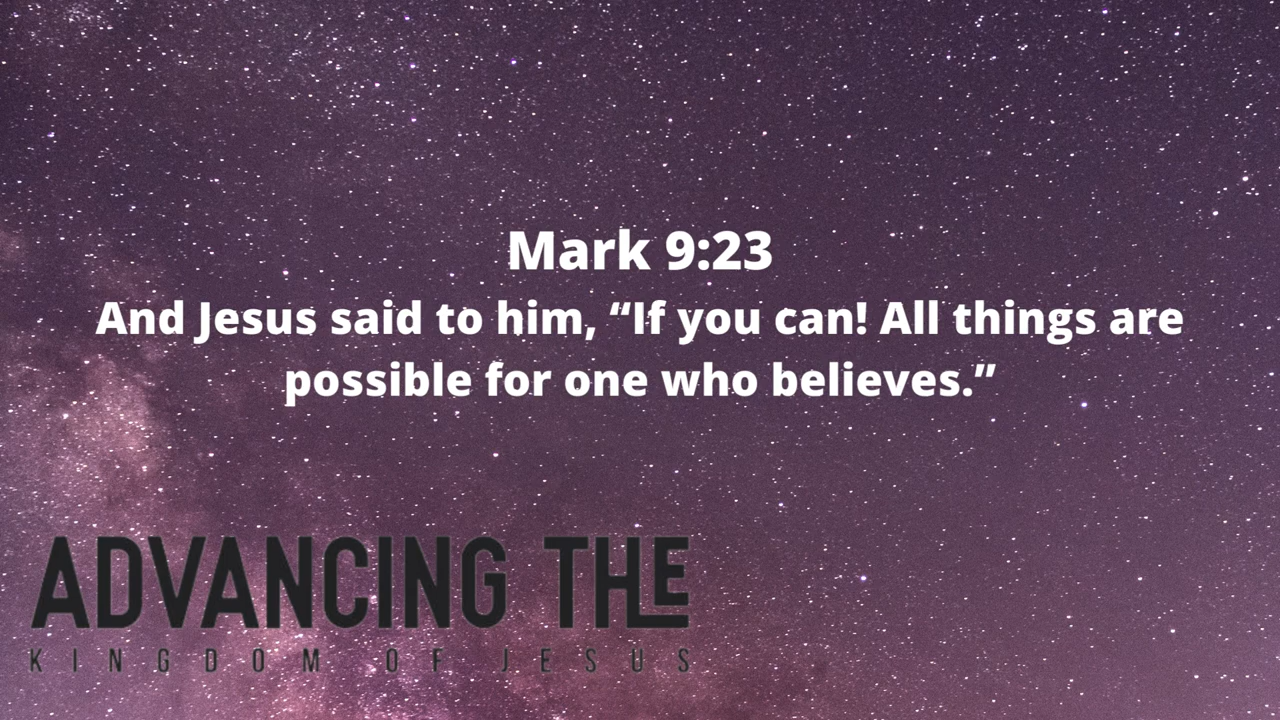 Mark 9:23
And Jesus said to him, “If you can! All things are
possible for one who believes.”
ADVANCING THE
KINGDOM OF JESUS